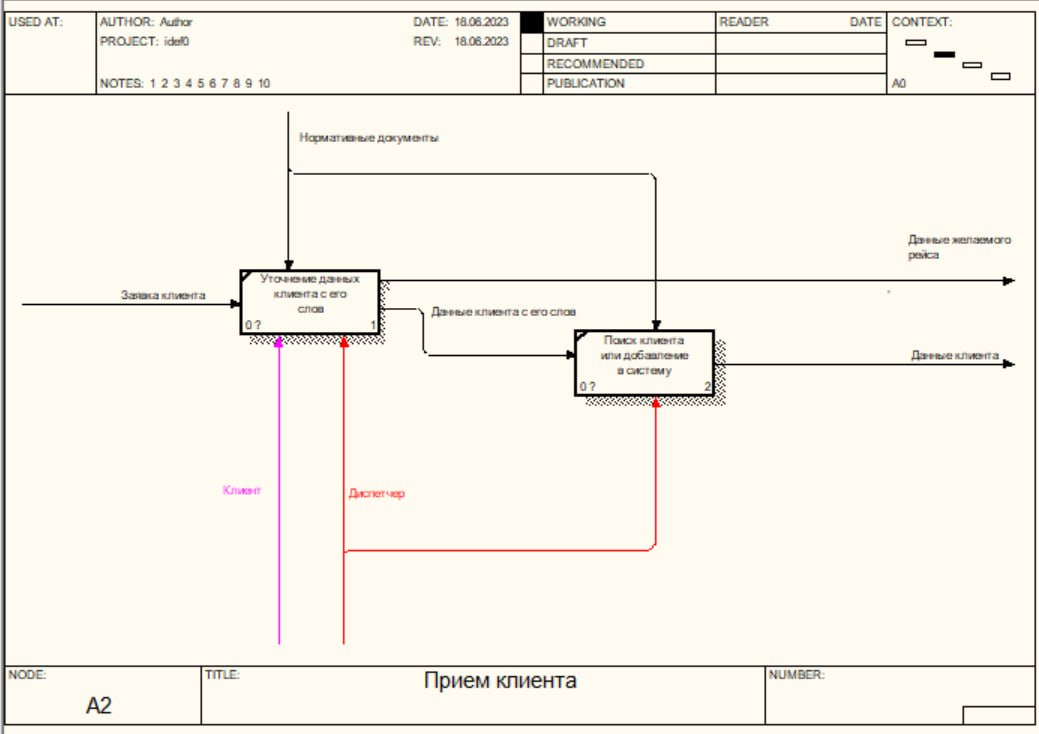 USED AT:
AUTHOR: Author
DATE: 18.06.2023
WORKING
READER
DATE
CONTEXT:
PROJECT: idef0
REV: 18.06.2023
DRAFT
RECOMMENDED
NOTES: 1 2 3 4 5 6 7 8 9 10
PUBLICATION
A0
Нормативные документы
Данные желаемого
рейса
Заявка клиента
Уточнение данных
клиента с его
слов
0 ?
1
Данные клиента с его слов
Поиск клиента
или добавление
в систему
0 ?
2
Данные клиента
Клиент
Диспетчер
NODE:
A2
TITLE:
Прием клиента
NUMBER: